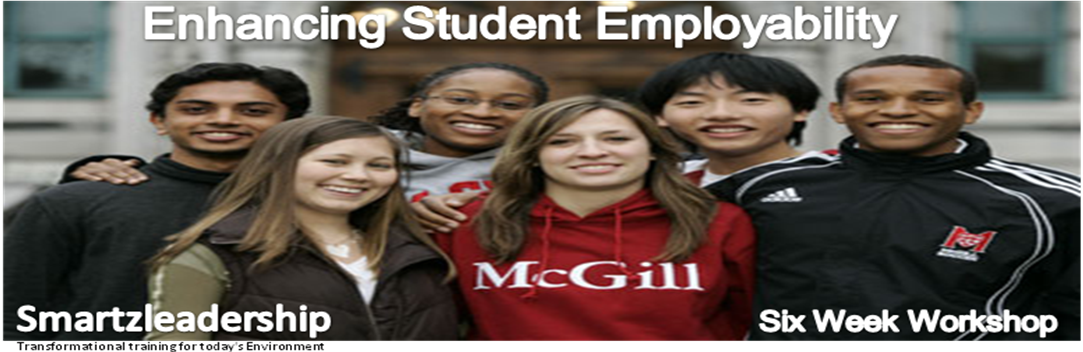 Enhancing Student Employability
McGill
Smartzleadership
Six Week Workshop
Transformational training for today's Environment